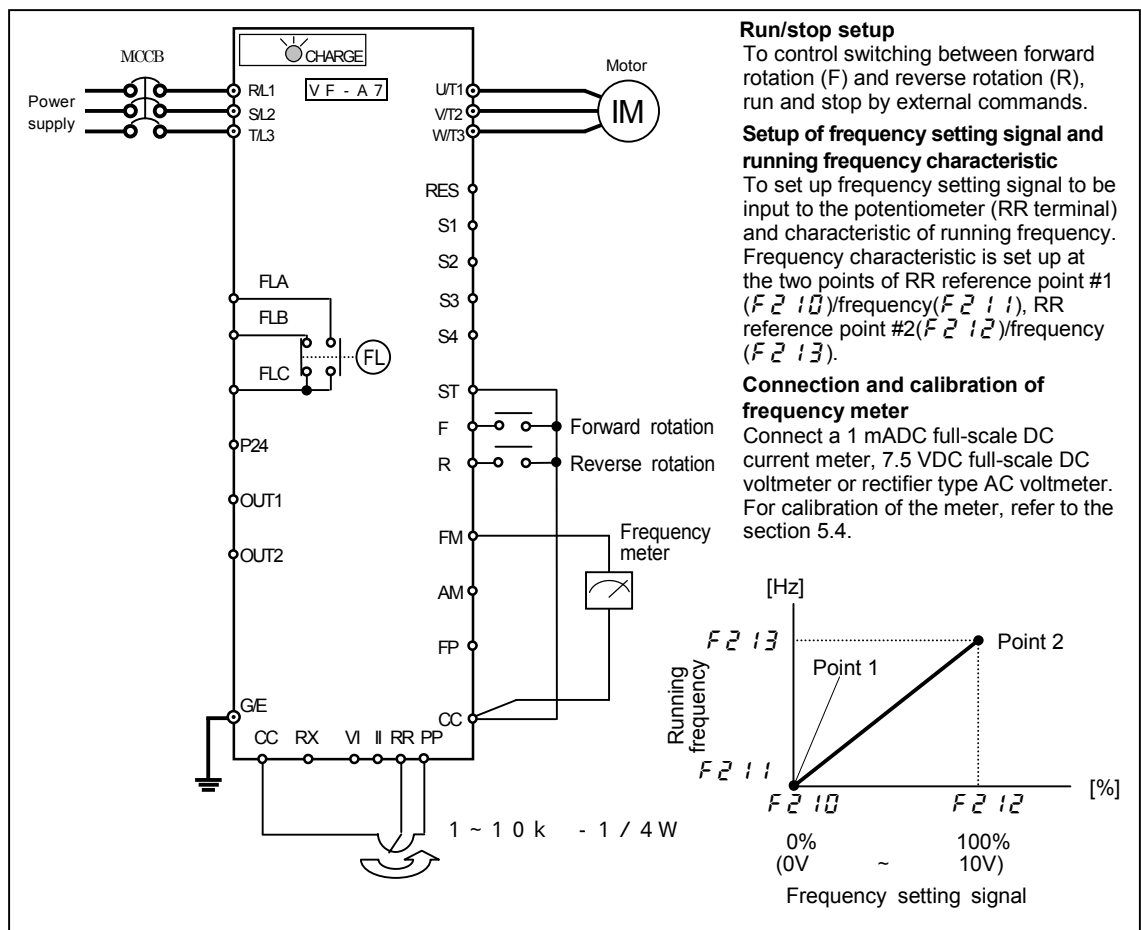 MCCB
Power
supply
CHARGE
VF-A7
R/L1
S/L2
T/L3
U/T1
V/T2
W/T3
Motor
IM
RES
S1
S2
S3
S4
FLA
FLB
FLC
FL
ST
F
Forward rotation
R
Reverse rotation
P24
OUT1
OUT2
FM
Frequency
meter
AM
FP
G/E
CC
CC RX VI II RR PP
1~10k -1/4W
Run/stop setup
To control switching between forward
rotation (F) and reverse rotation (R),
run and stop by external commands.
Setup of frequency setting signal and
running frequency characteristic
To set up frequency setting signal to be
input to the potentiometer (RR terminal)
and characteristic of running frequency.
Frequency characteristic is set up at
the two points of RR reference point #1
(F210)/frequency(F211), RR
reference point #2(F212)/frequency
(F213).
Connection and calibration of
frequency meter
Connect a 1 mADC full-scale DC
current meter, 7.5 VDC full-scale DC
voltmeter or rectifier type AC voltmeter.
For calibration of the meter, refer to the
section 5.4.
[Hz]
F213
Point 2
Point 1
Running
frequency
F211
[%]
F210 F212
0% 100%
(0V ~ 10V)
Frequency setting signal